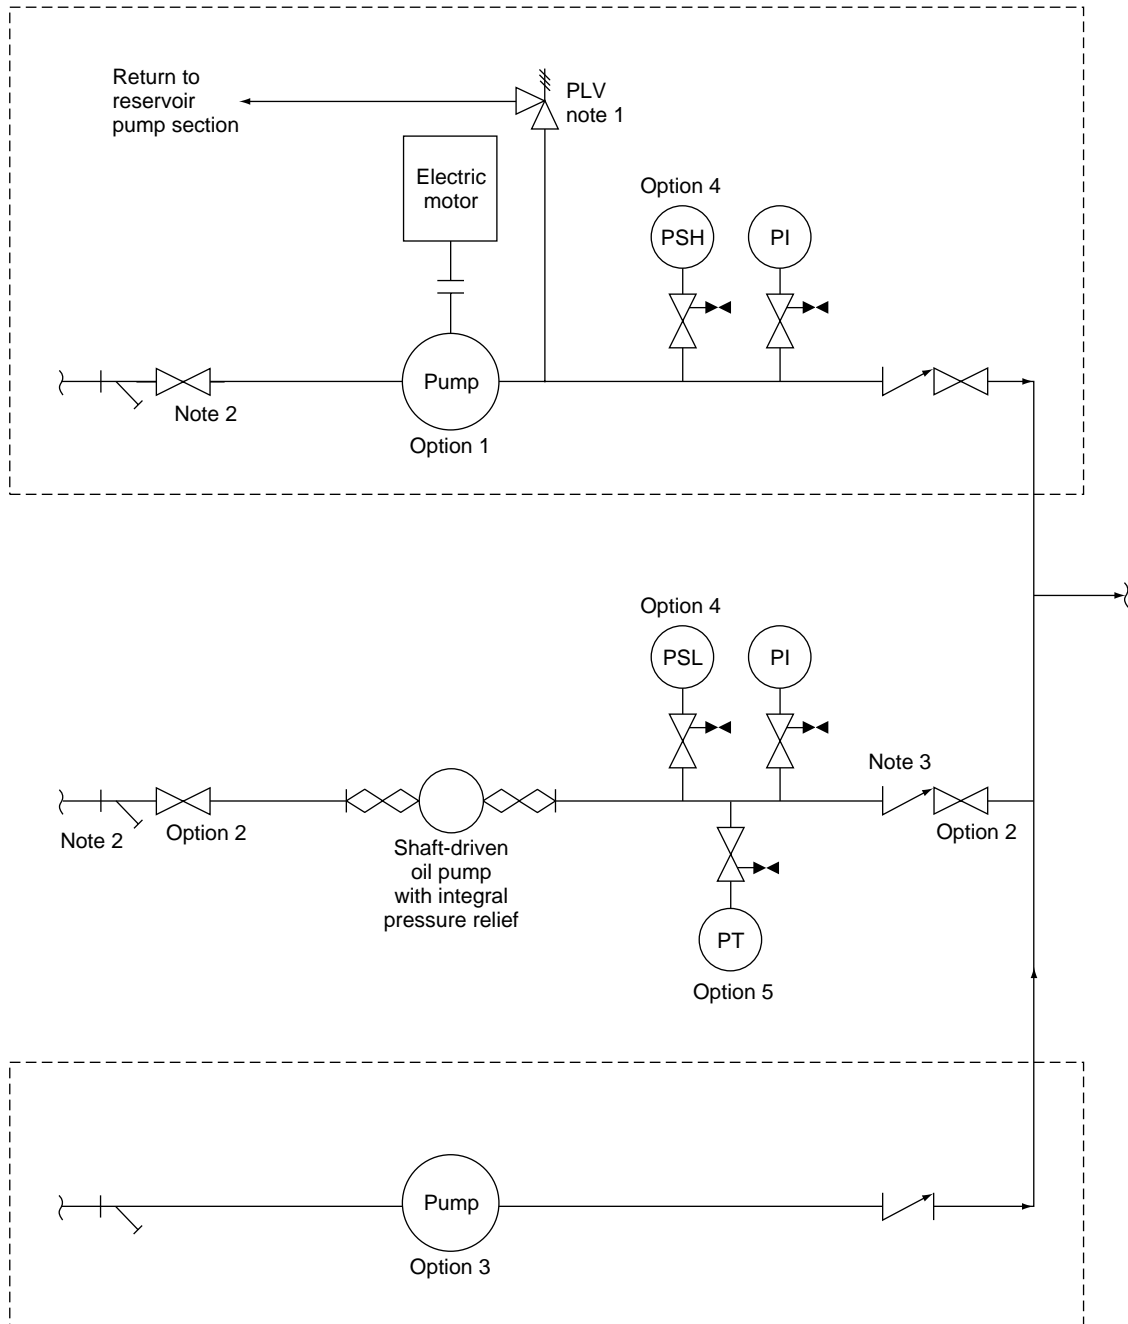 Return to
reservoir
pump section
PLV
note 1
Electric
motor
Option 4
PSH
PI
Pump
Note 2
Option 1
Option 4
PSL
PI
Note 3
Note 2
Option 2
Option 2
Shaft-driven
oil pump
with integral
pressure relief
PT
Option 5
Pump
Option 3